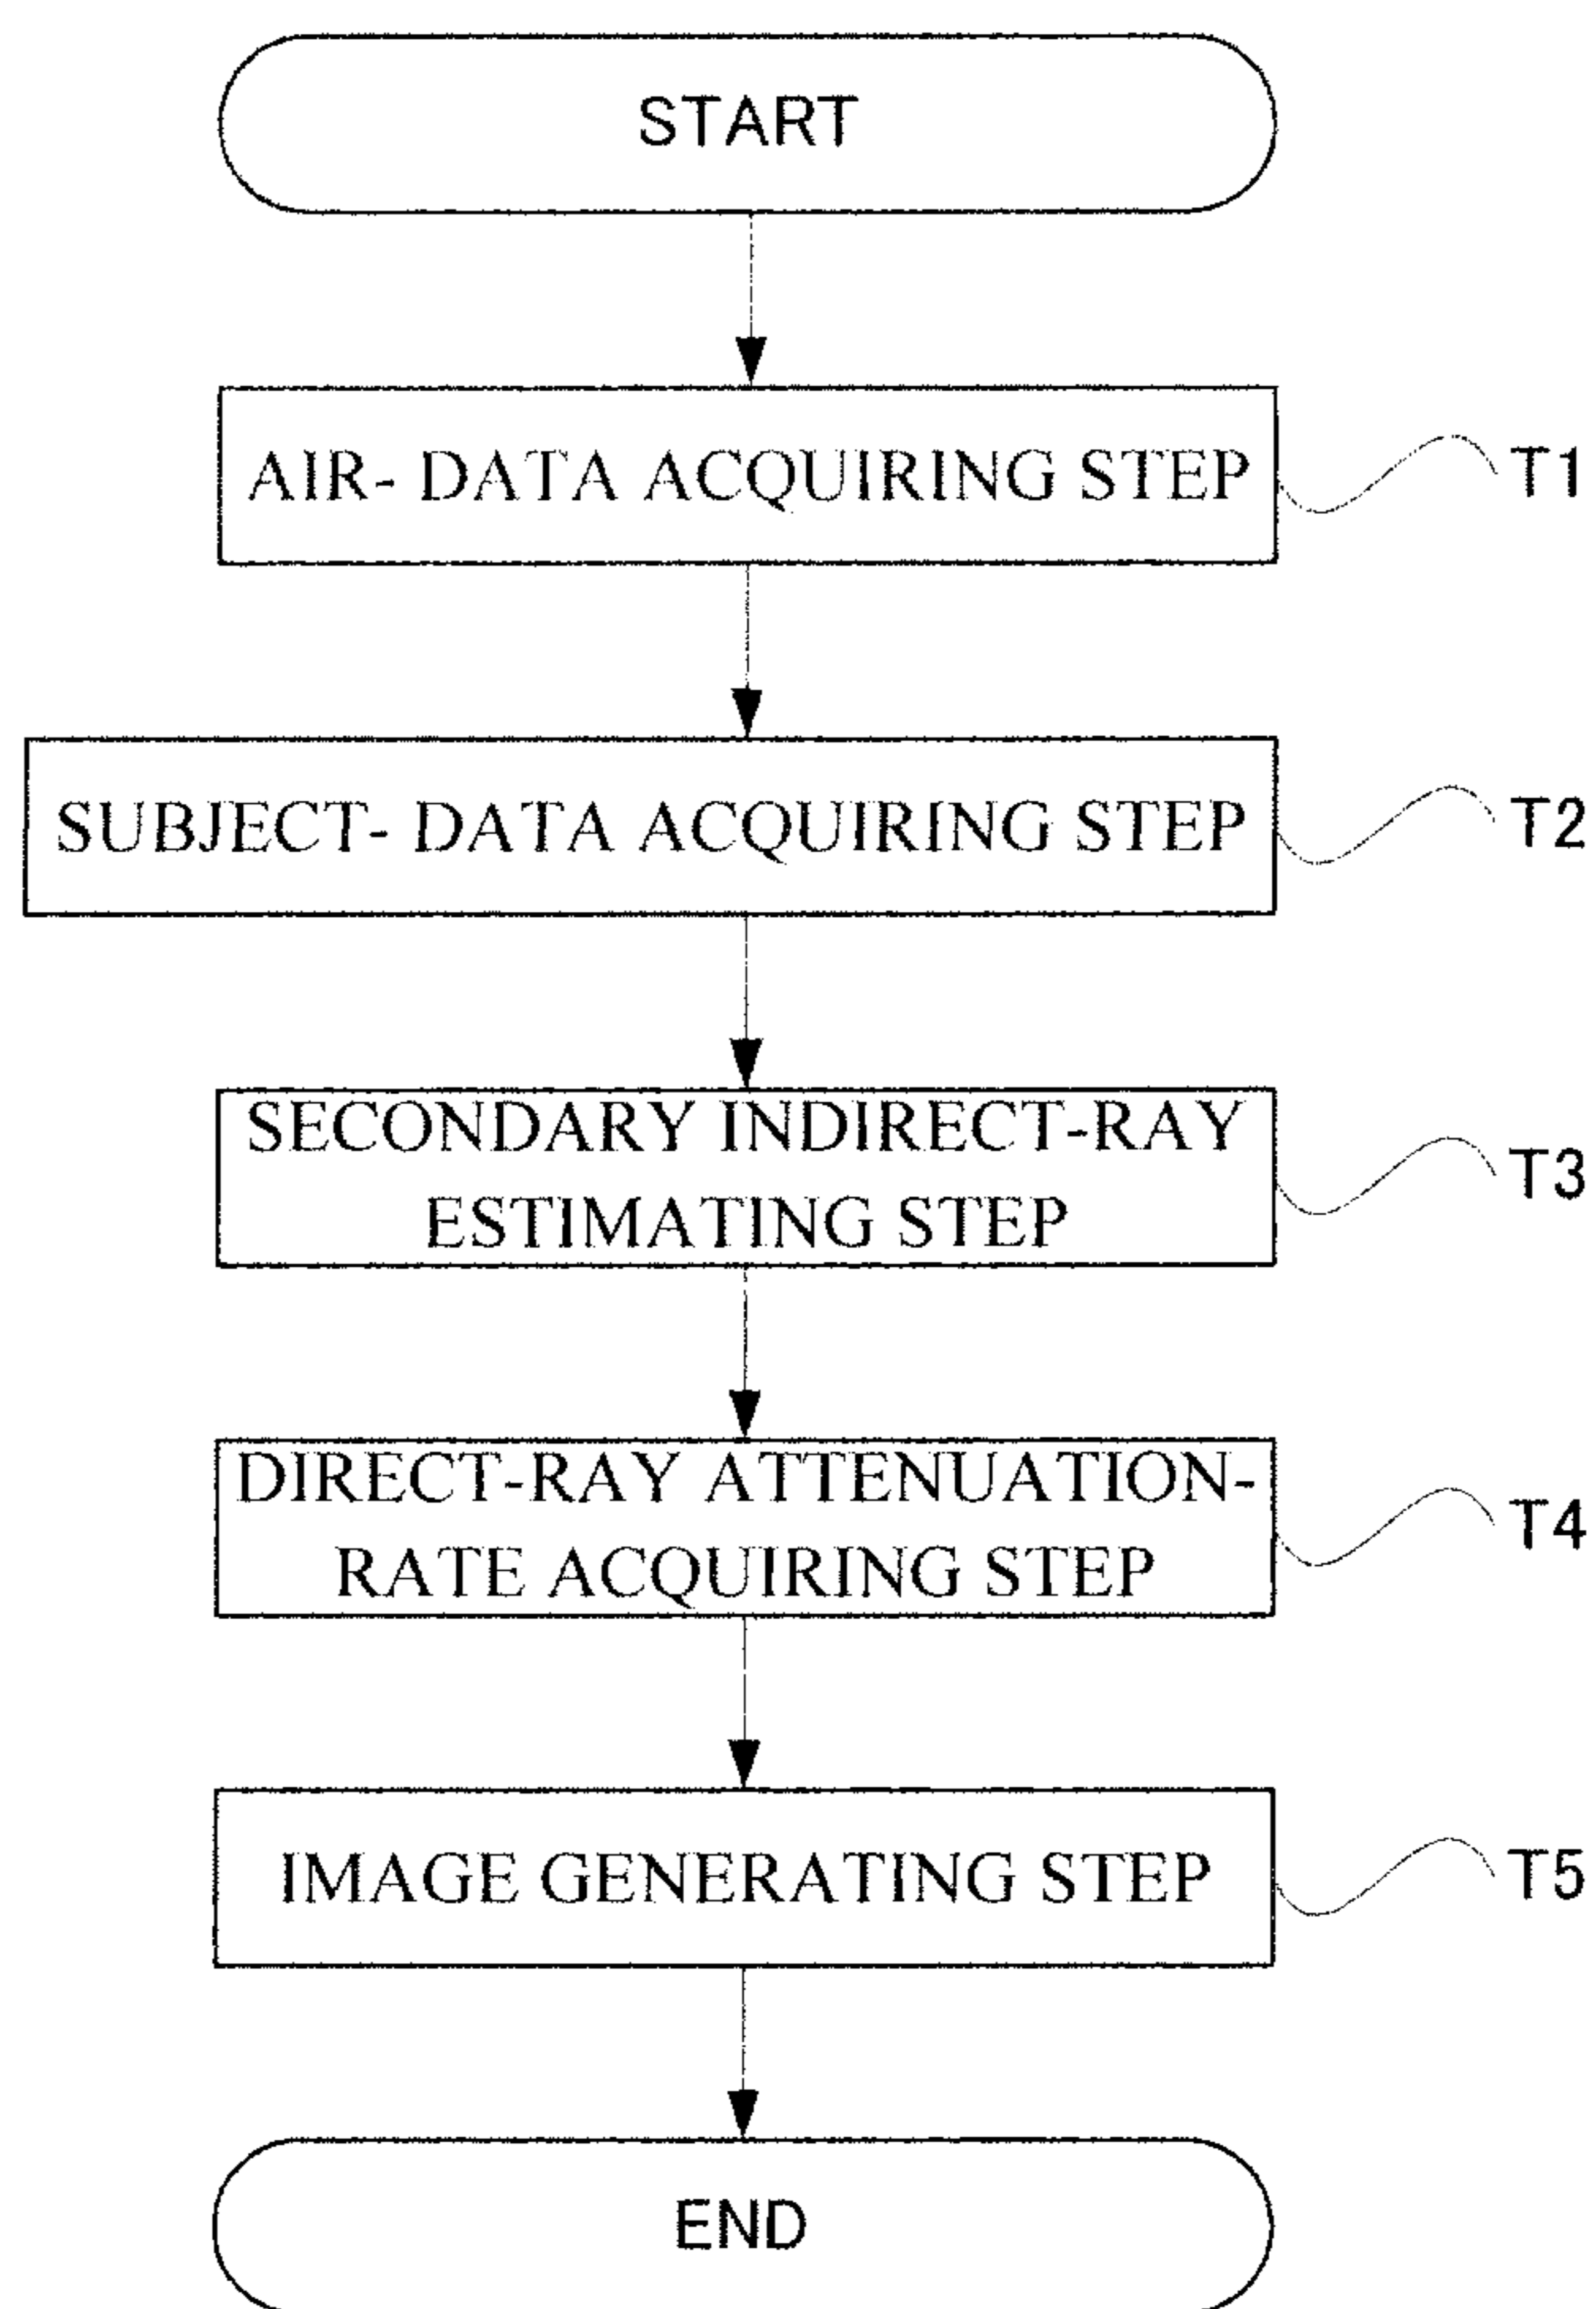 START
AIR- DATA ACQUIRING STEP
T1
SUBJECT- DATA ACQUIRING STEP
T2
SECONDARY INDIRECT-RAY
ESTIMATING STEP
T3
DIRECT-RAY ATTENUATION-
RATE ACQUIRING STEP
T4
IMAGE GENERATING STEP
T5
END